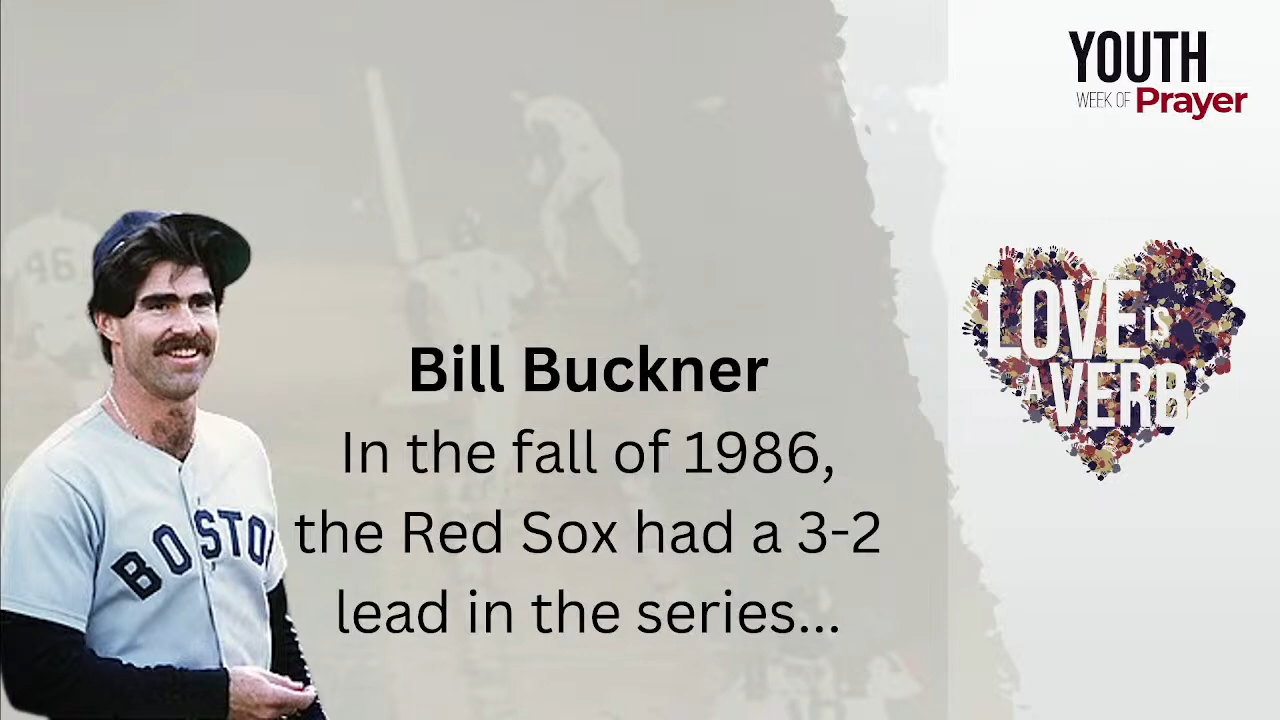 YOUTH
WEEK OF Prayer
46
LOVE IS
A VERB
Bill Buckner
In the fall of 1986,
the Red Sox had a 3-2
lead in the series...
BOSTON